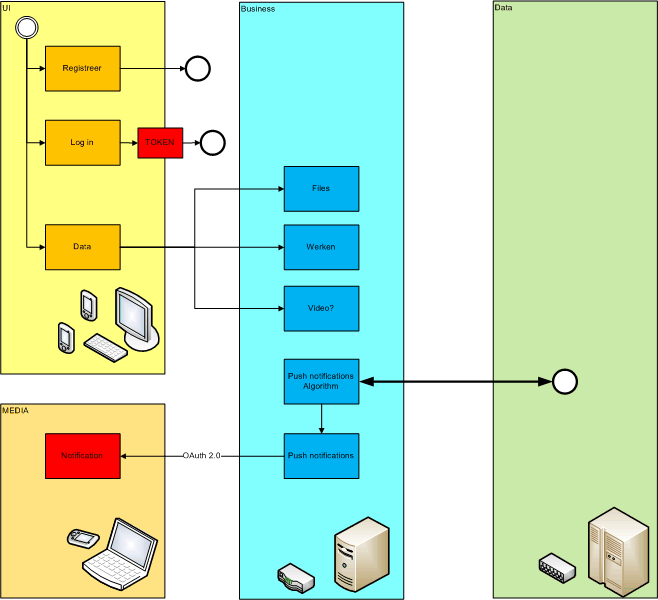 UI
Business
Data
Registreer
Log in
TOKEN
Files
Data
Werken
Video?
Push notifications
Algorithm
MEDIA
Notification
OAuth 2.0
Push notifications